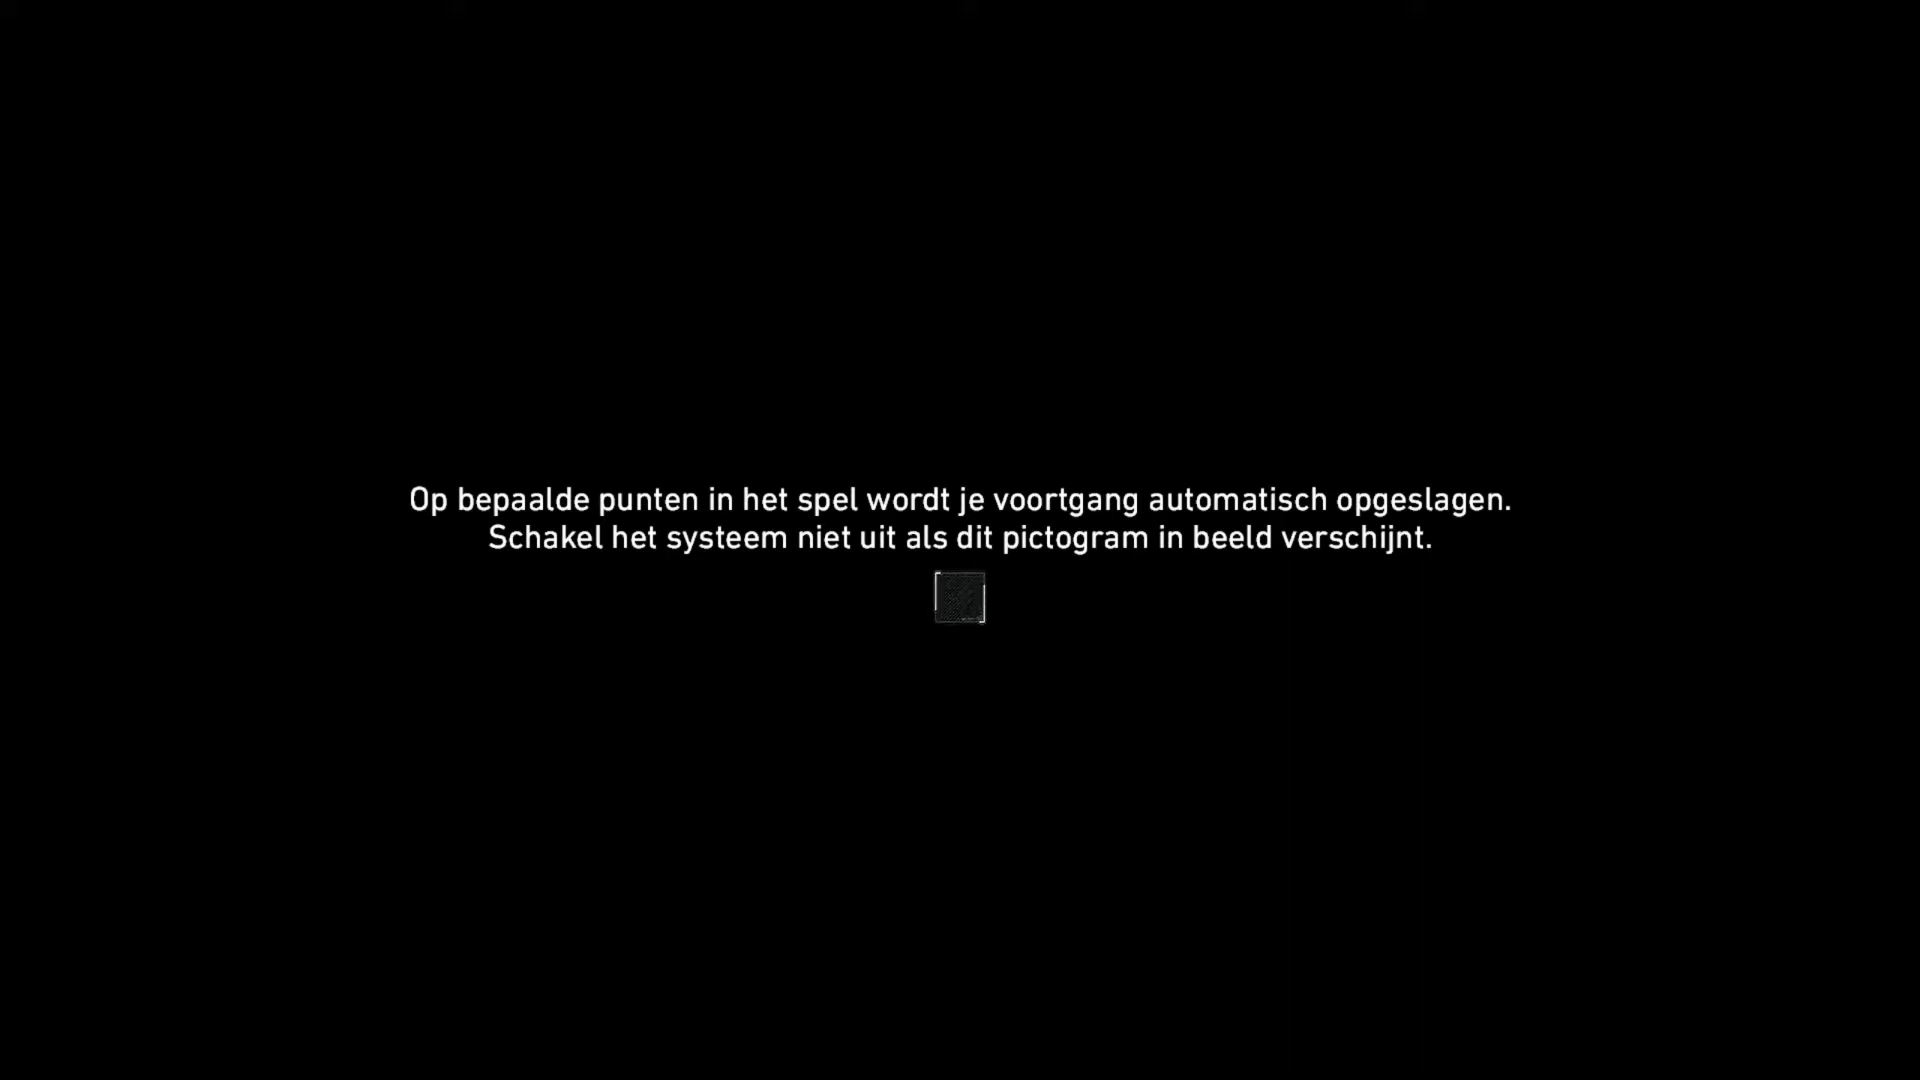 Op bepaalde punten in het spel wordt je voortgang automatisch opgeslagen.
Schakel het systeem niet uit als dit pictogram in beeld verschijnt.